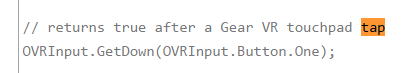 // returns true after a Gear VR touchpad tap
OVRInput.GetDown(OVRInput.Button.One);